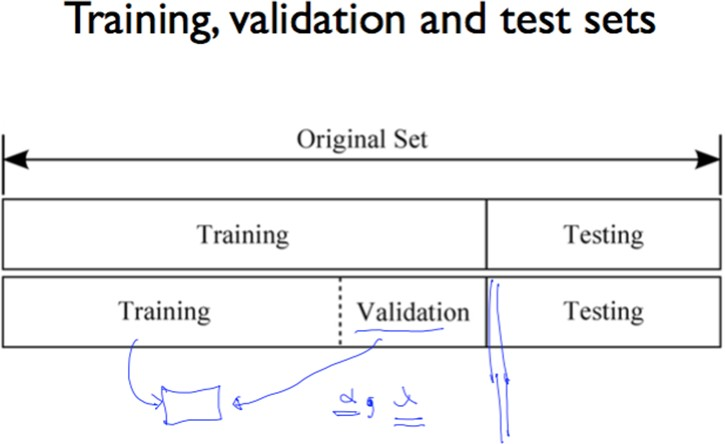 Training, validation and test sets
Original Set
Training Testing
Training Validation Testing